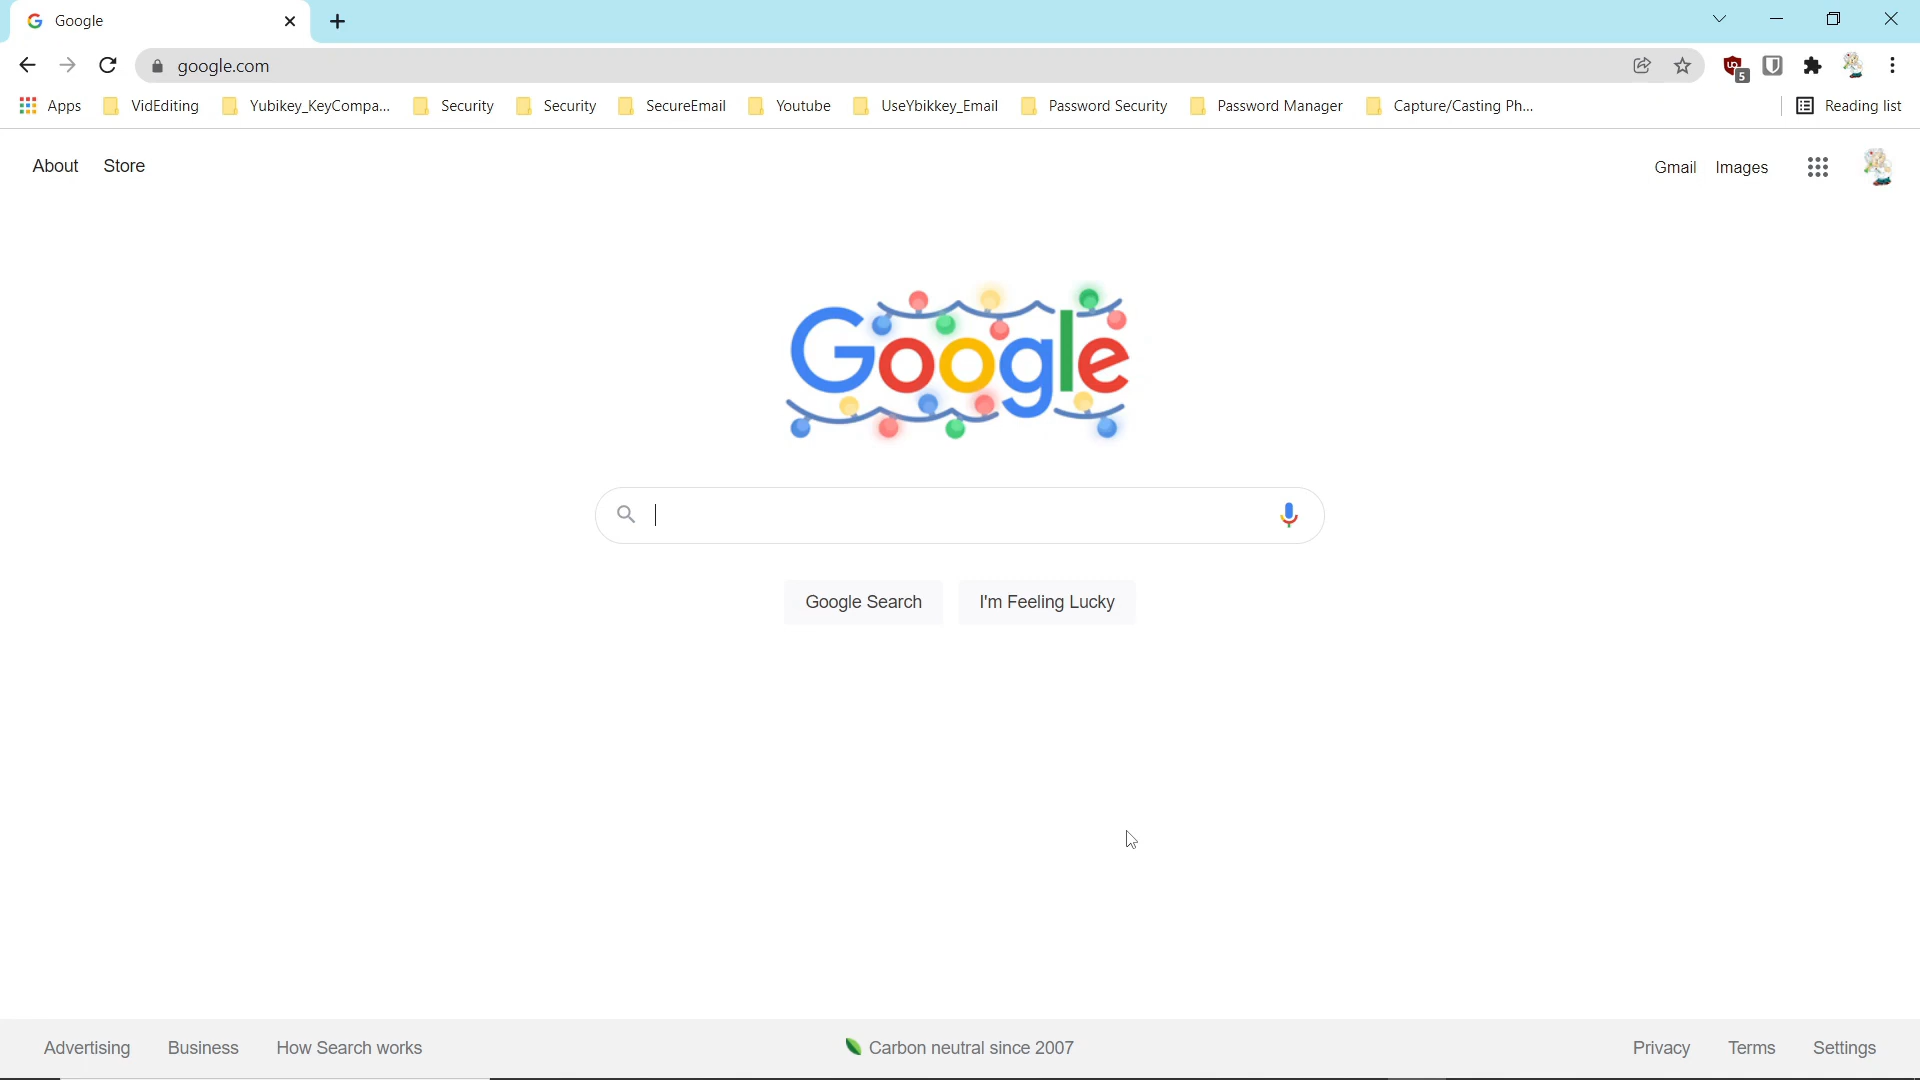 Google
google.com
5
Apps VidEditing Yubikey_KeyCompa... Security Security SecureEmail Youtube UseYbikkey_Email Password Security Password Manager Capture/Casting Ph... Reading list
About Store Gmail Images
Google
Google Search I'm Feeling Lucky
Advertising Business How Search works Carbon neutral since 2007 Privacy Terms Settings